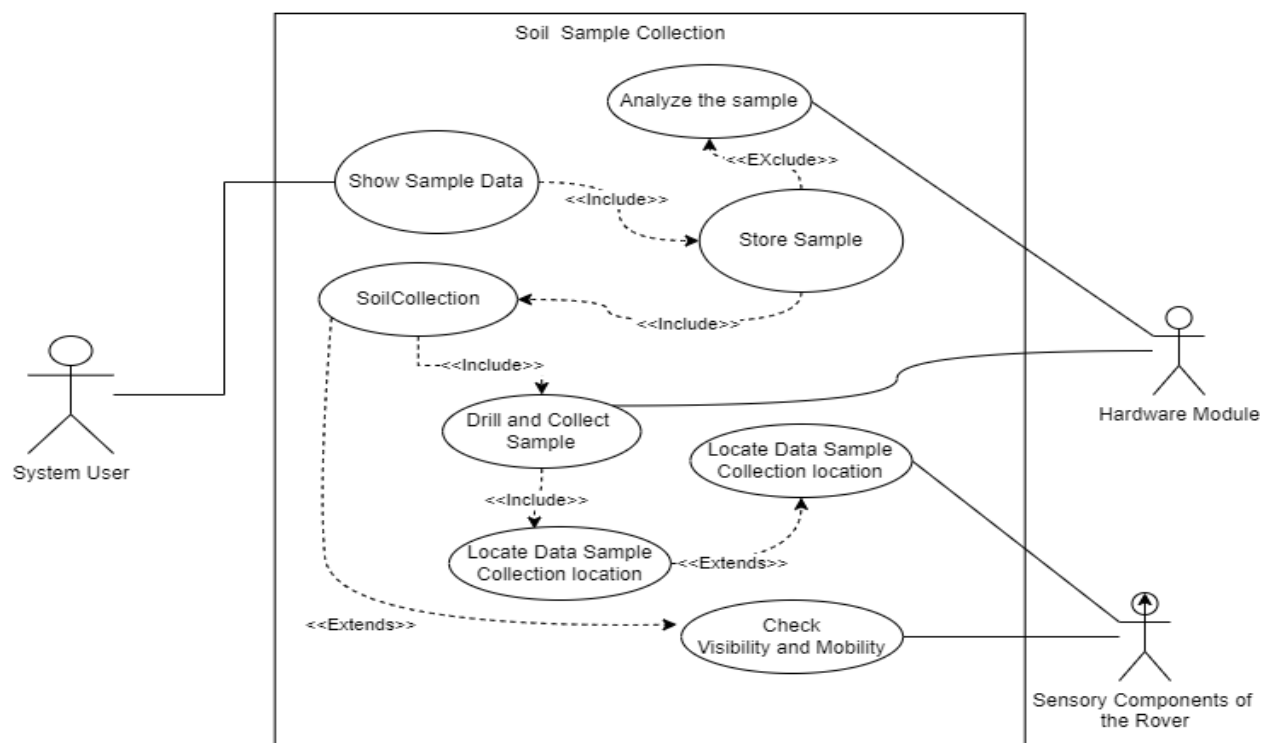 Soil  Sample Collection
Analyze the sample
<<EXclude>>
Show Sample Data
<<Include>>
Store Sample
SoilCollection
<<Include>>
<<Include>>
Drill and Collect
Sample
Hardware Module
System User
Locate Data Sample
Collection location
<<Include>>
Locate Data Sample
Collection location
<<Extends>>
<<Extends>>
Check
Visibility and Mobility
Sensory Components of
the Rover